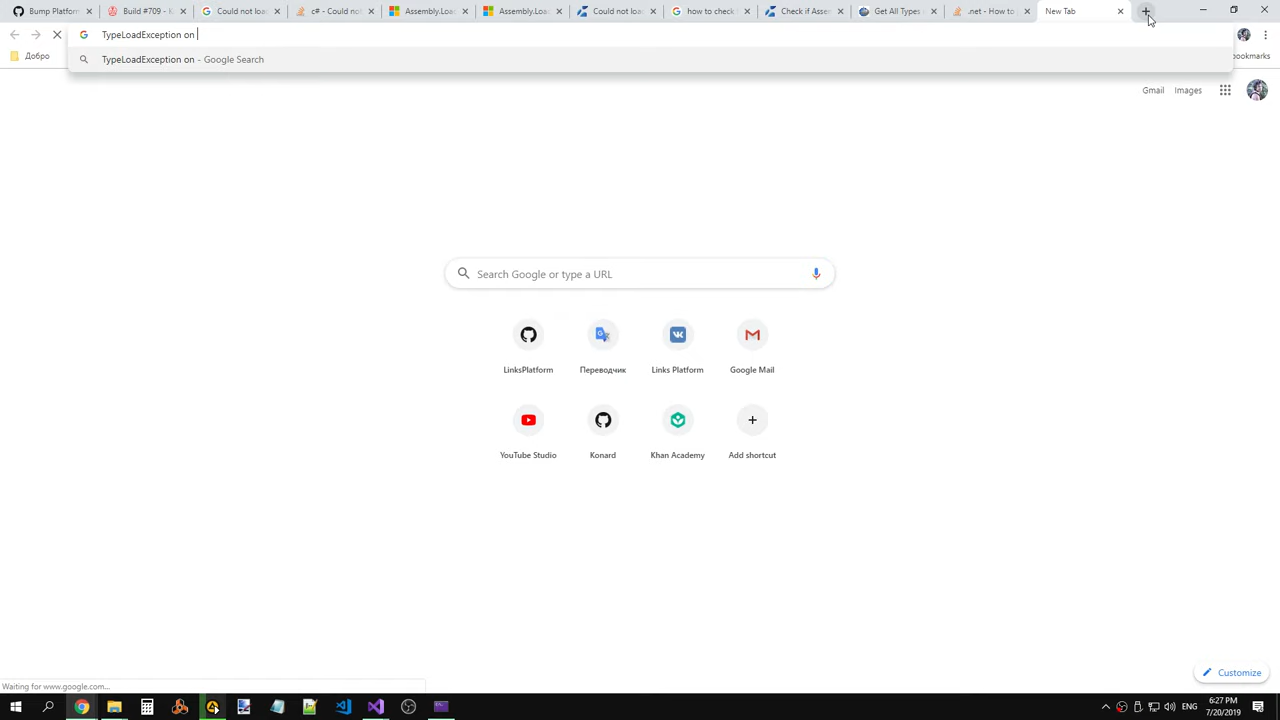 Bump Platform
Build #709 - K
Could not loa
c# - Could not
Assembly.Loa
Assembly.Loa
Could not loa
how to check
Check if Asser
Get All Types
.net - How to
New Tab
TypeLoadException on
TypeLoadException on - Google Search
Добро
bookmarks
Gmail
Images
Search Google or type a URL
LinksPlatform
Переводчик
Links Platform
Google Mail
YouTube Studio
Konard
Khan Academy
Add shortcut
Customize
Waiting for www.google.com...
ENG
6:27 PM
7/20/2019